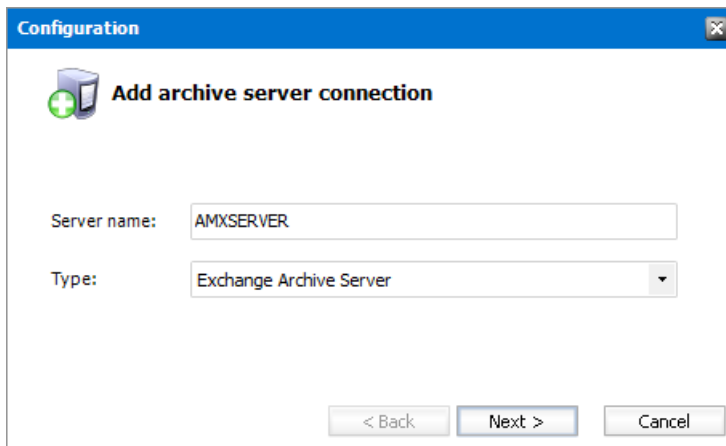 Configuration
Add archive server connection
Server name: AMXSERVER
Type: Exchange Archive Server
< Back Next > Cancel